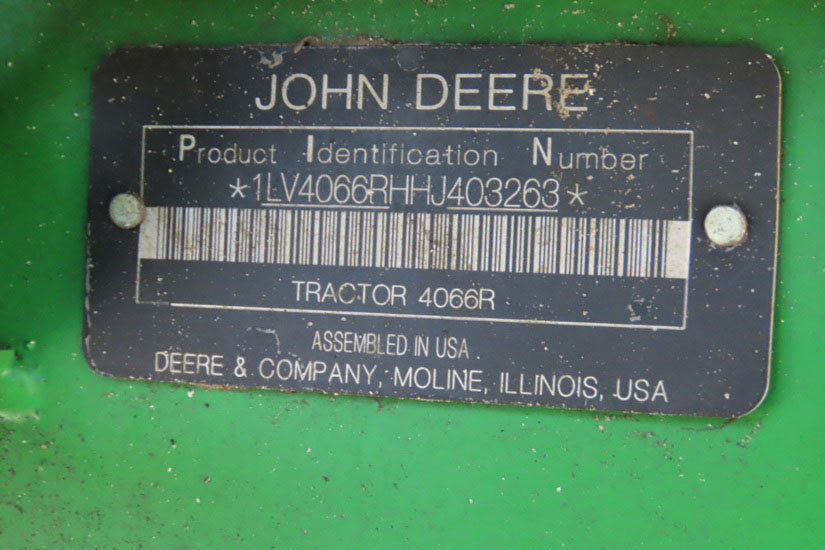 JOHN DEERE
Product Identification Number
*1LV4066RHHJ403263*
TRACTOR 4066R
ASSEMBLED IN USA
DEERE & COMPANY, MOLINE, ILLINOIS, USA